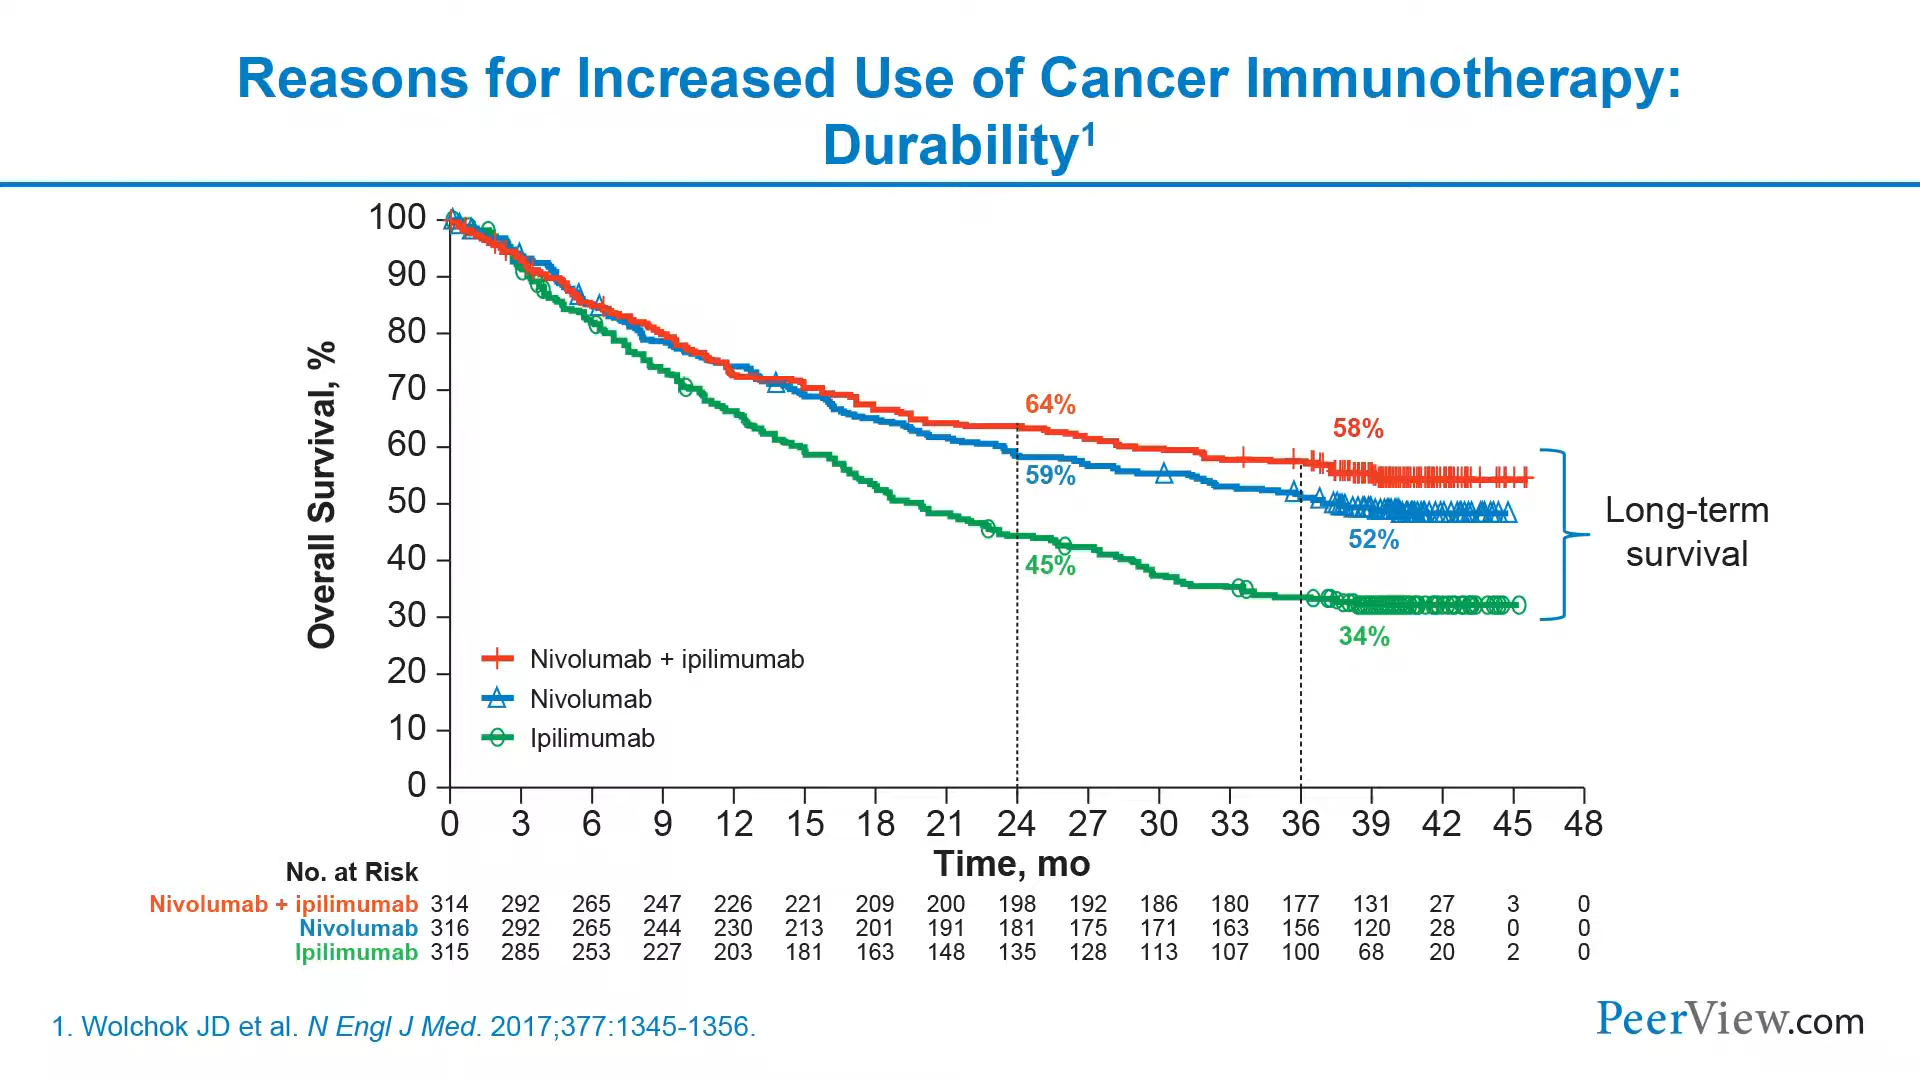 Reasons for Increased Use of Cancer Immunotherapy:
Durability1
100
90
80
70
60
50
40
30
20
10
0
Overall Survival, %
64%
59%
45%
58%
52%
34%
Long-term
survival
Nivolumab + ipilimumab
Nivolumab
Ipilimumab
0 3 6 9 12 15 18 21 24 27 30 33 36 39 42 45 48
Time, mo
No. at Risk
Nivolumab + ipilimumab 314 292 265 247 226 221 209 200 198 192 186 180 177 131 27 3 0
Nivolumab 316 292 265 244 230 213 201 191 181 175 171 163 156 120 28 0 0
Ipilimumab 315 285 253 227 203 181 163 148 135 128 113 107 100 68 20 2 0
1. Wolchok JD et al. N Engl J Med. 2017;377:1345-1356.
PeerView.com